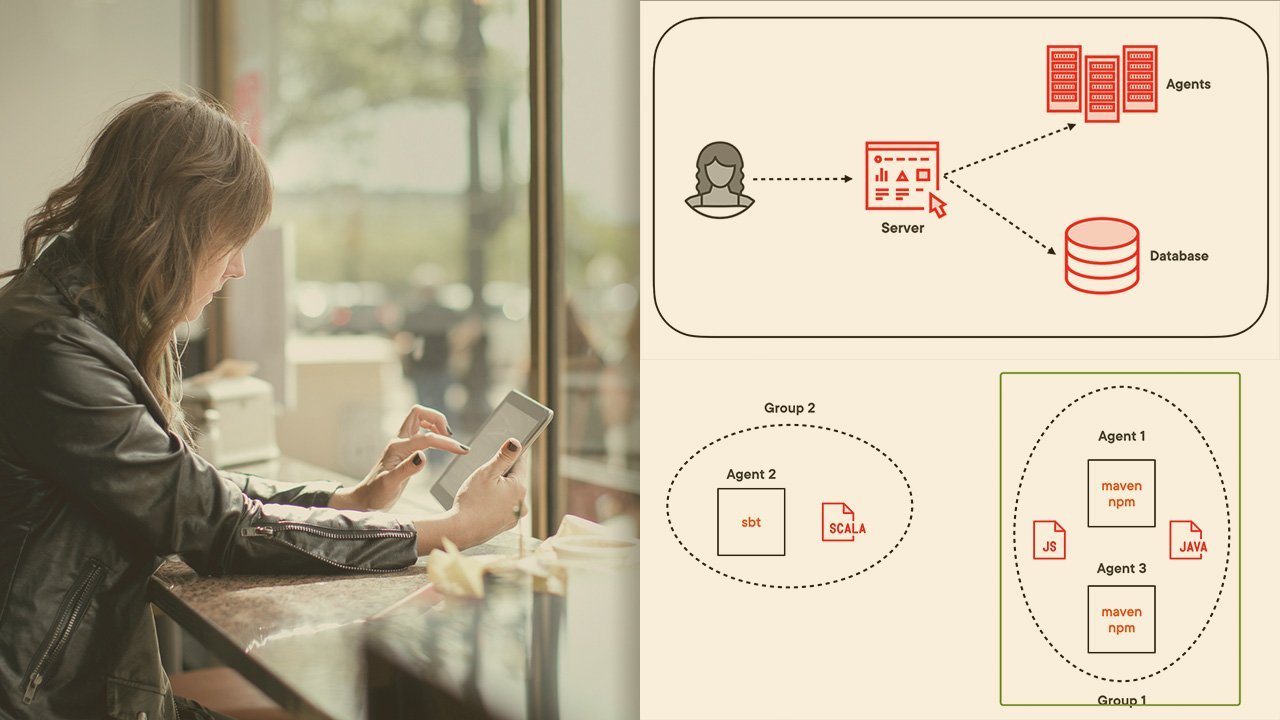 Agents
Server
Database
Group 2
Agent 2
sbt
SCALA
Agent 1
maven
npm
JS
JAVA
Agent 3
maven
npm
Group 1